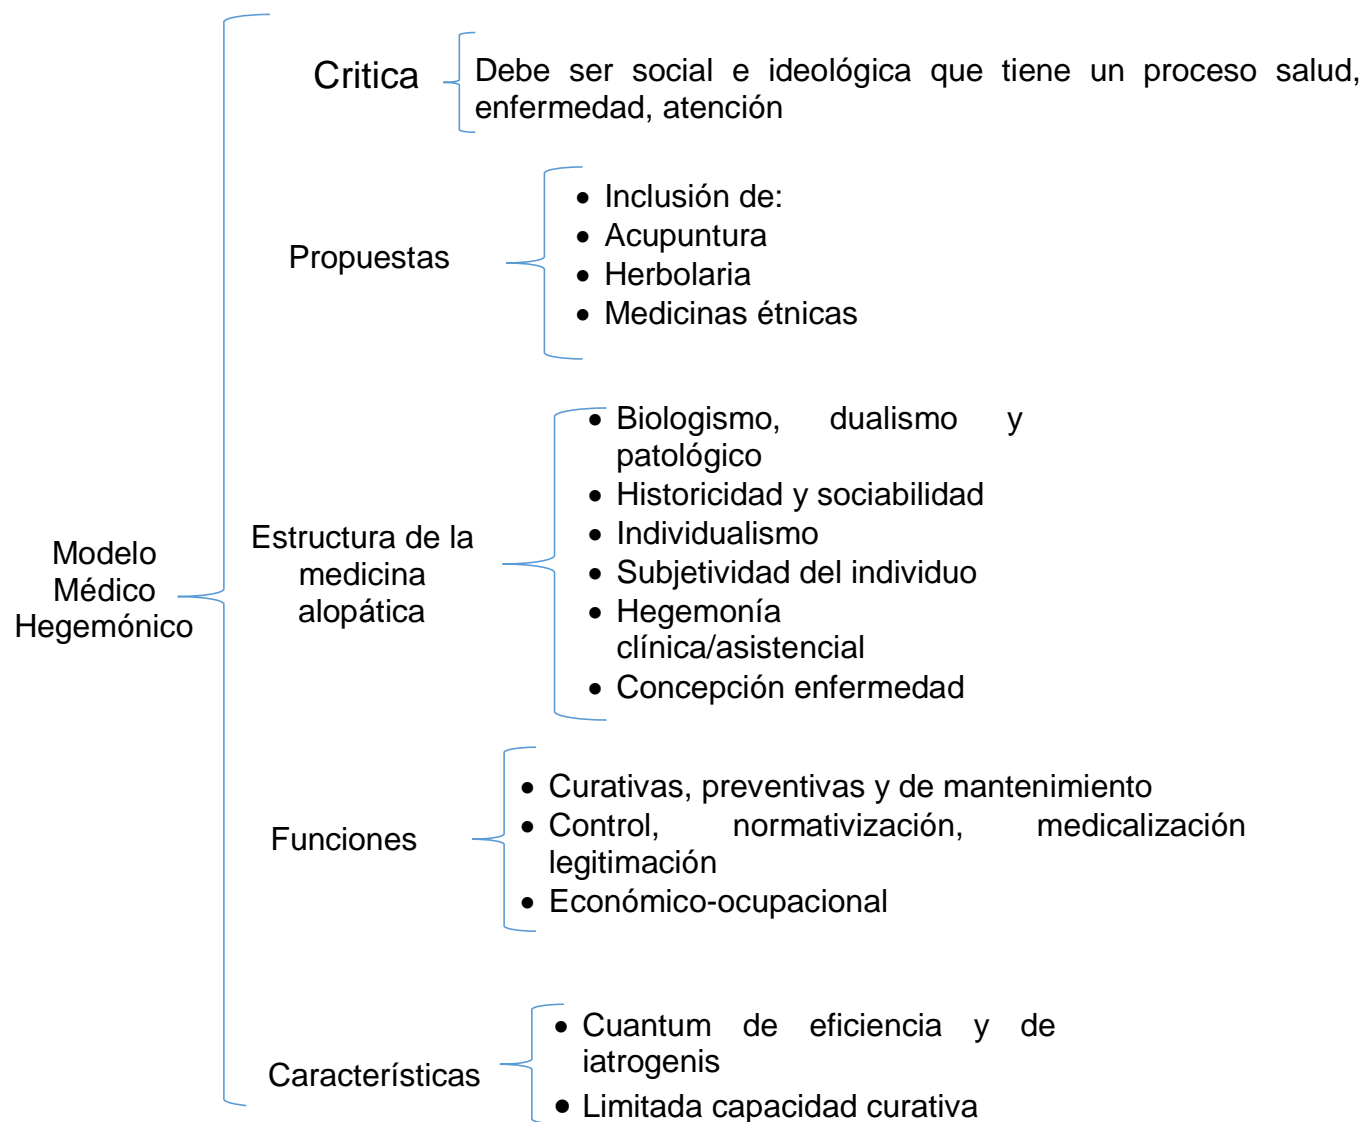 Critica
Debe ser social e ideológica que tiene un proceso salud,
enfermedad, atención
Propuestas
• Inclusión de:
• Acupuntura
• Herbolaria
• Medicinas étnicas
Modelo
Médico
Hegemónico
Estructura de la
medicina
alopática
• Biologismo, dualismo y
patológico
• Historicidad y sociabilidad
• Individualismo
• Subjetividad del individuo
• Hegemonía
clínica/asistencial
• Concepción enfermedad
Funciones
• Curativas, preventivas y de mantenimiento
• Control, normativización, medicalización
legitimación
• Económico-ocupacional
Características
• Cuantum de eficiencia y de
iatrogenis
• Limitada capacidad curativa